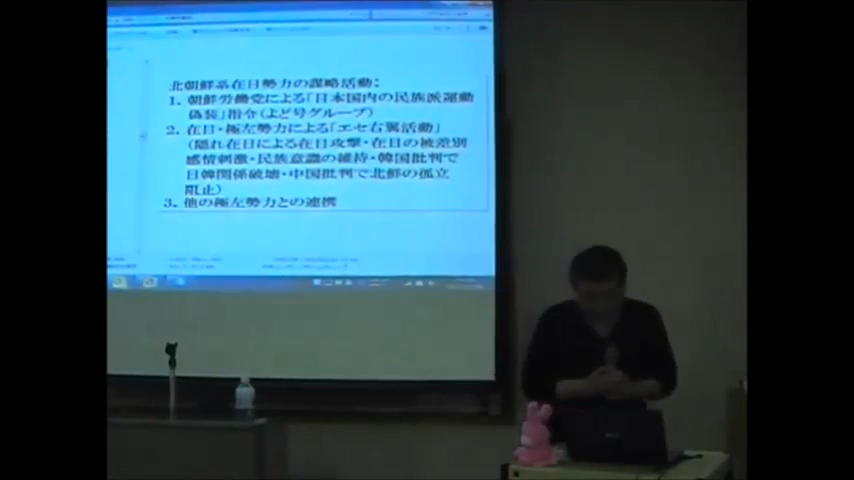 北朝鮮系在日勢力の謀略活動：
1. 朝鮮労働党による「日本国内の民族派運動
偽装」指令（よど号グループ）
2. 在日・極左勢力による「エセ右翼活動」
（隠れ在日による在日攻撃・在日の被差別
感情刺激・民族意識の維持・韓国批判で
日韓関係破壊・中国批判で北鮮の孤立
阻止）
3. 他の極左勢力との連携